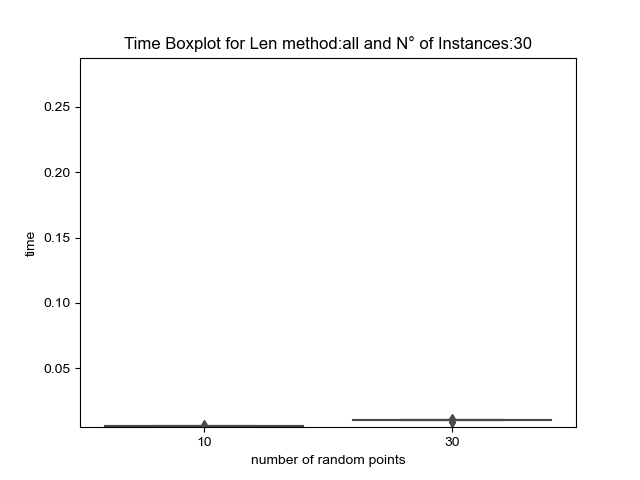 Time Boxplot for Len method:all and N° of Instances:30
0.25
0.20
0.15
0.10
0.05
time
10
30
number of random points